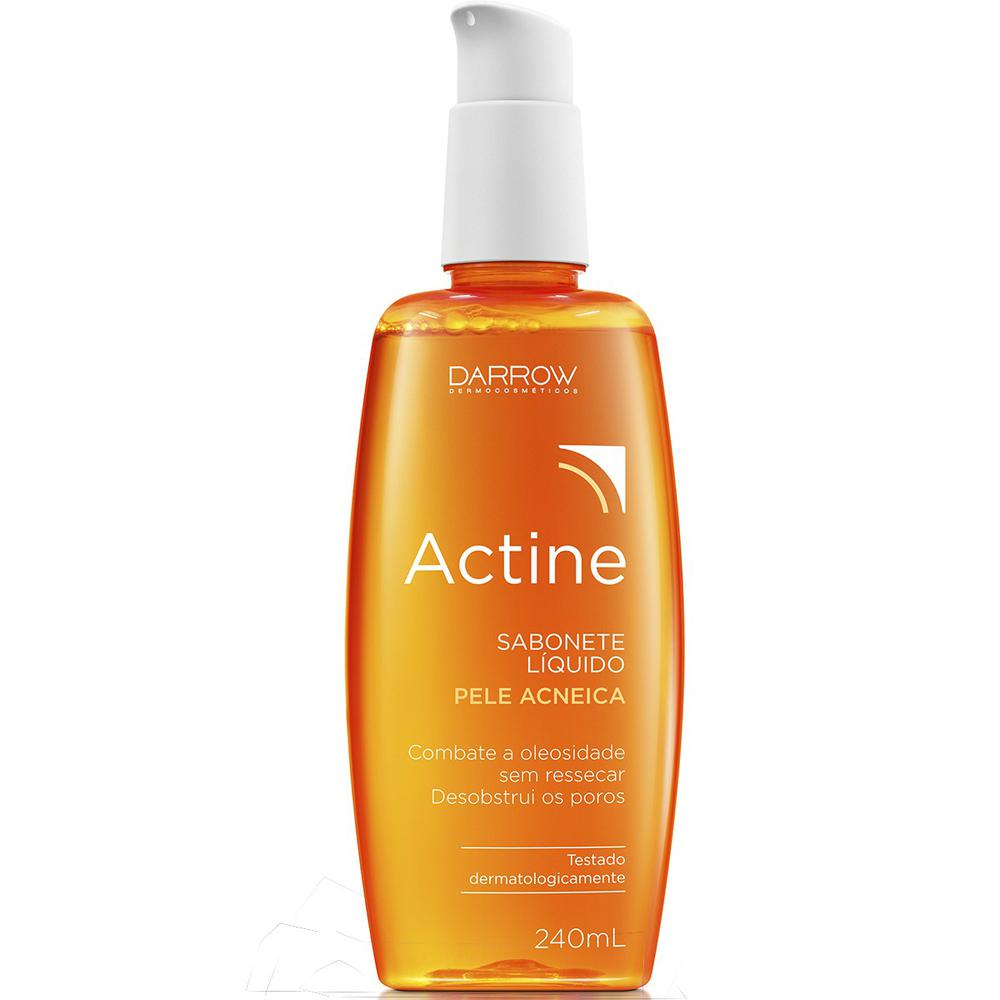 DARROW
DERMOCOSMÉTICOS
Actine
SABONETE
LÍQUIDO
PELE ACNEICA
Combate a oleosidade
sem ressecar
Desobstrui os poros
Testado
dermatologicamente
240mL